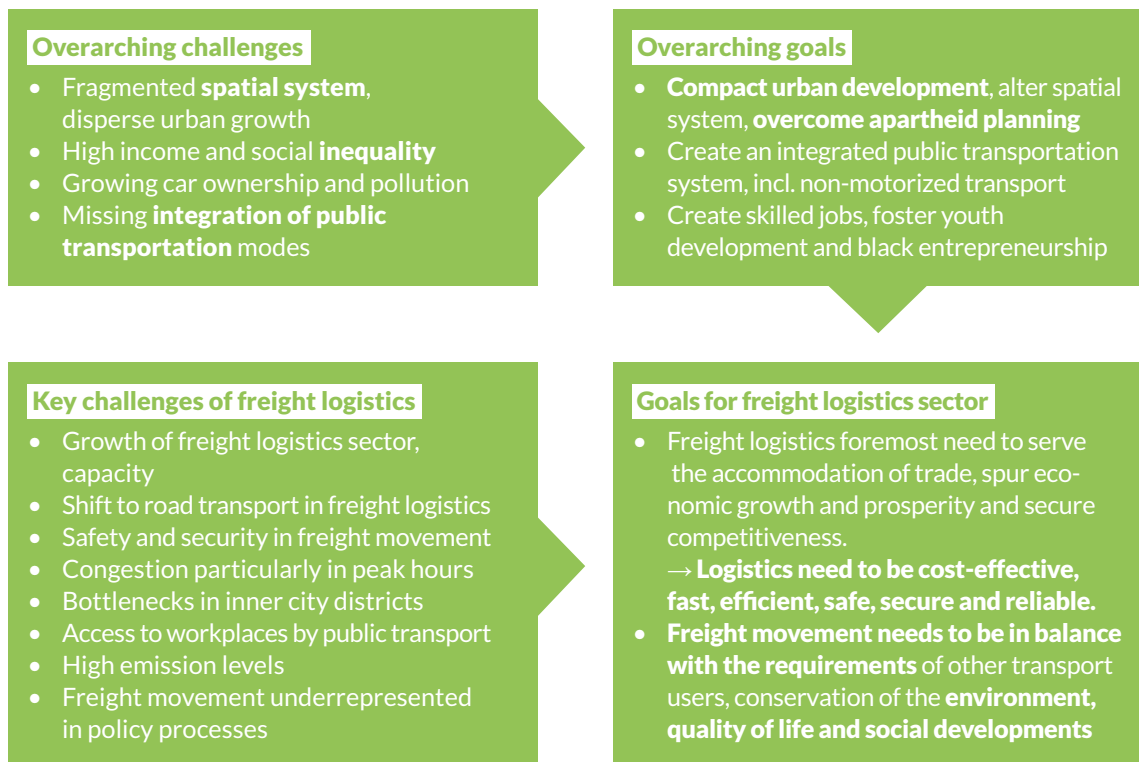 Overarching challenges
• Fragmented spatial system,
disperse urban growth
• High income and social inequality
• Growing car ownership and pollution
• Missing integration of public
transportation modes
Overarching goals
• Compact urban development, alter spatial
system, overcome apartheid planning
• Create an integrated public transportation
system, incl. non-motorized transport
• Create skilled jobs, foster youth
development and black entrepreneurship
Key challenges of freight logistics
• Growth of freight logistics sector,
capacity
• Shift to road transport in freight logistics
• Safety and security in freight movement
• Congestion particularly in peak hours
• Bottlenecks in inner city districts
• Access to workplaces by public transport
• High emission levels
• Freight movement underrepresented
in policy processes
Goals for freight logistics sector
• Freight logistics foremost need to serve
the accommodation of trade, spur eco-
nomic growth and prosperity and secure
competitiveness.
→ Logistics need to be cost-effective,
fast, efficient, safe, secure and reliable.
• Freight movement needs to be in balance
with the requirements of other transport
users, conservation of the environment,
quality of life and social developments